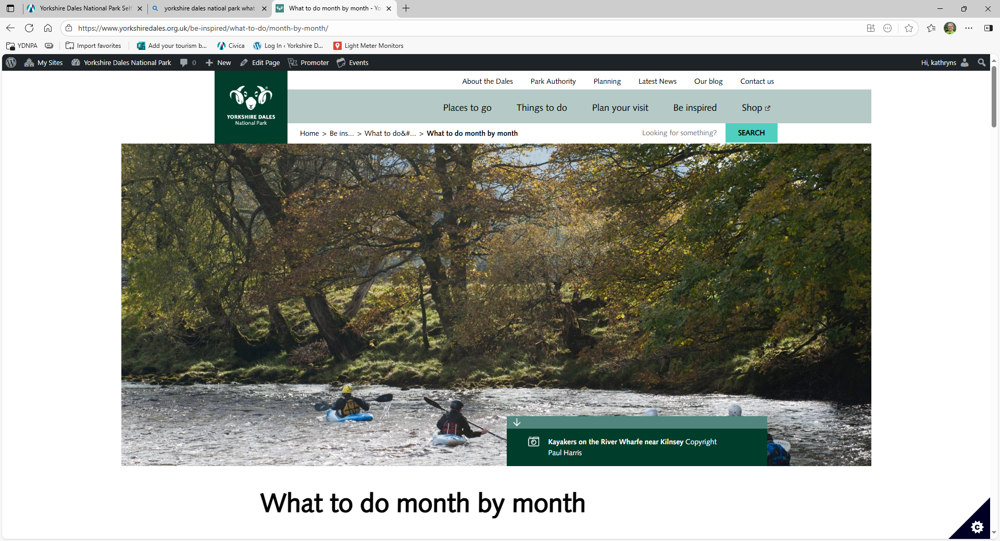 Yorkshire Dales National Park Self
yorkshire dales natioal park what
What to do month by month - Yo
https://www.yorkshiredales.org.uk/be-inspired/what-to-do/month-by-month/
YDNPA
Import favorites
Add your tourism b...
Civica
Log In ‹ Yorkshire D...
Light Meter Monitors
My Sites
Yorkshire Dales National Park
0
New
Edit Page
Promoter
Events
Hi, kathryns
About the Dales
Park Authority
Planning
Latest News
Our blog
Contact us
YORKSHIRE DALES
National Park
Places to go
Things to do
Plan your visit
Be inspired
Shop
Home > Be ins... > What to do&#... > What to do month by month
Looking for something?
SEARCH
Kayakers on the River Wharfe near Kilnsey Copyright
Paul Harris
What to do month by month
C